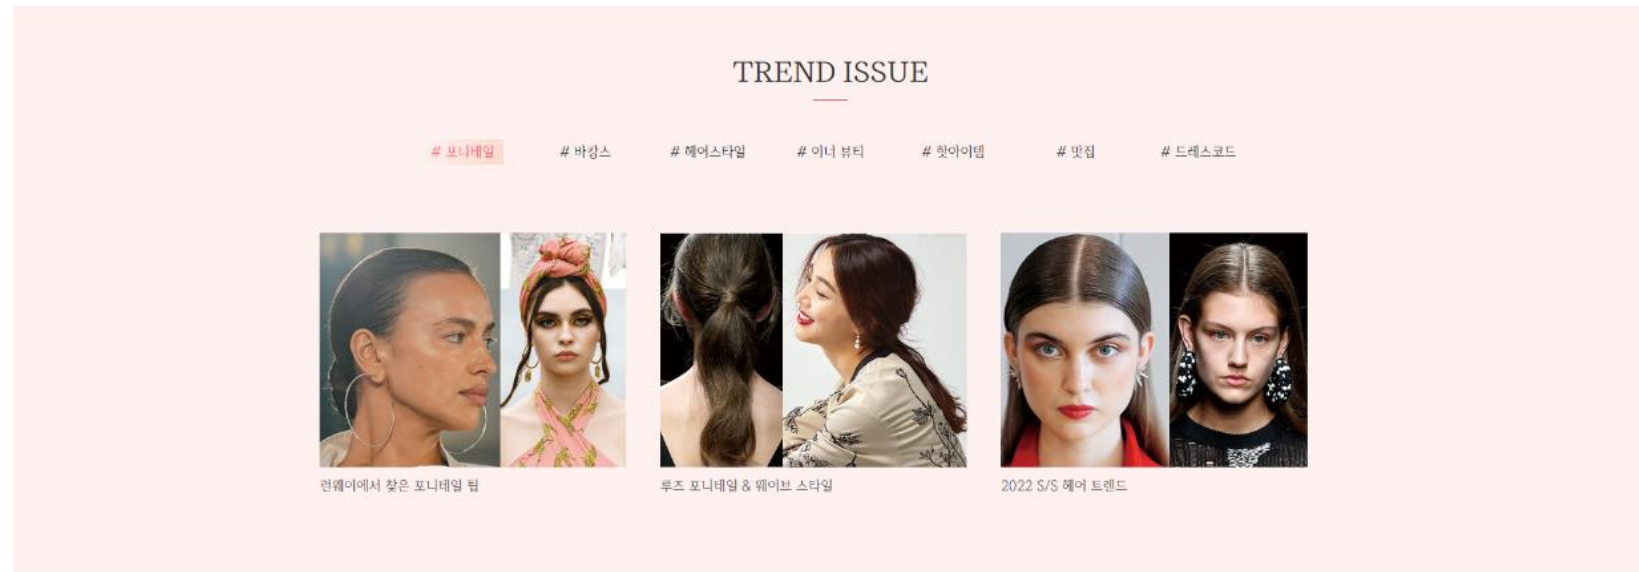 TREND ISSUE
# 포니테일 # 바캉스 # 헤어스타일 # 이너 뷰티 # 핫아이템 # 맛집 # 드레스코드
런웨이에서 찾은 포니테일 팁
루즈 포니테일 & 웨이브 스타일
2022 S/S 헤어 트렌드